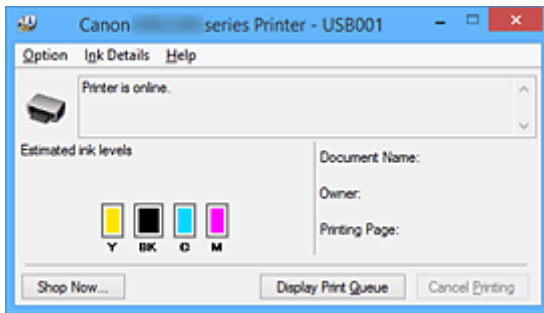 Canon series Printer - USB001
Option Ink Details Help
Printer is online.
Estimated ink levels
Document Name:
Owner:
Printing Page:
Y BK C M
Shop Now... Display Print Queue Cancel Printing